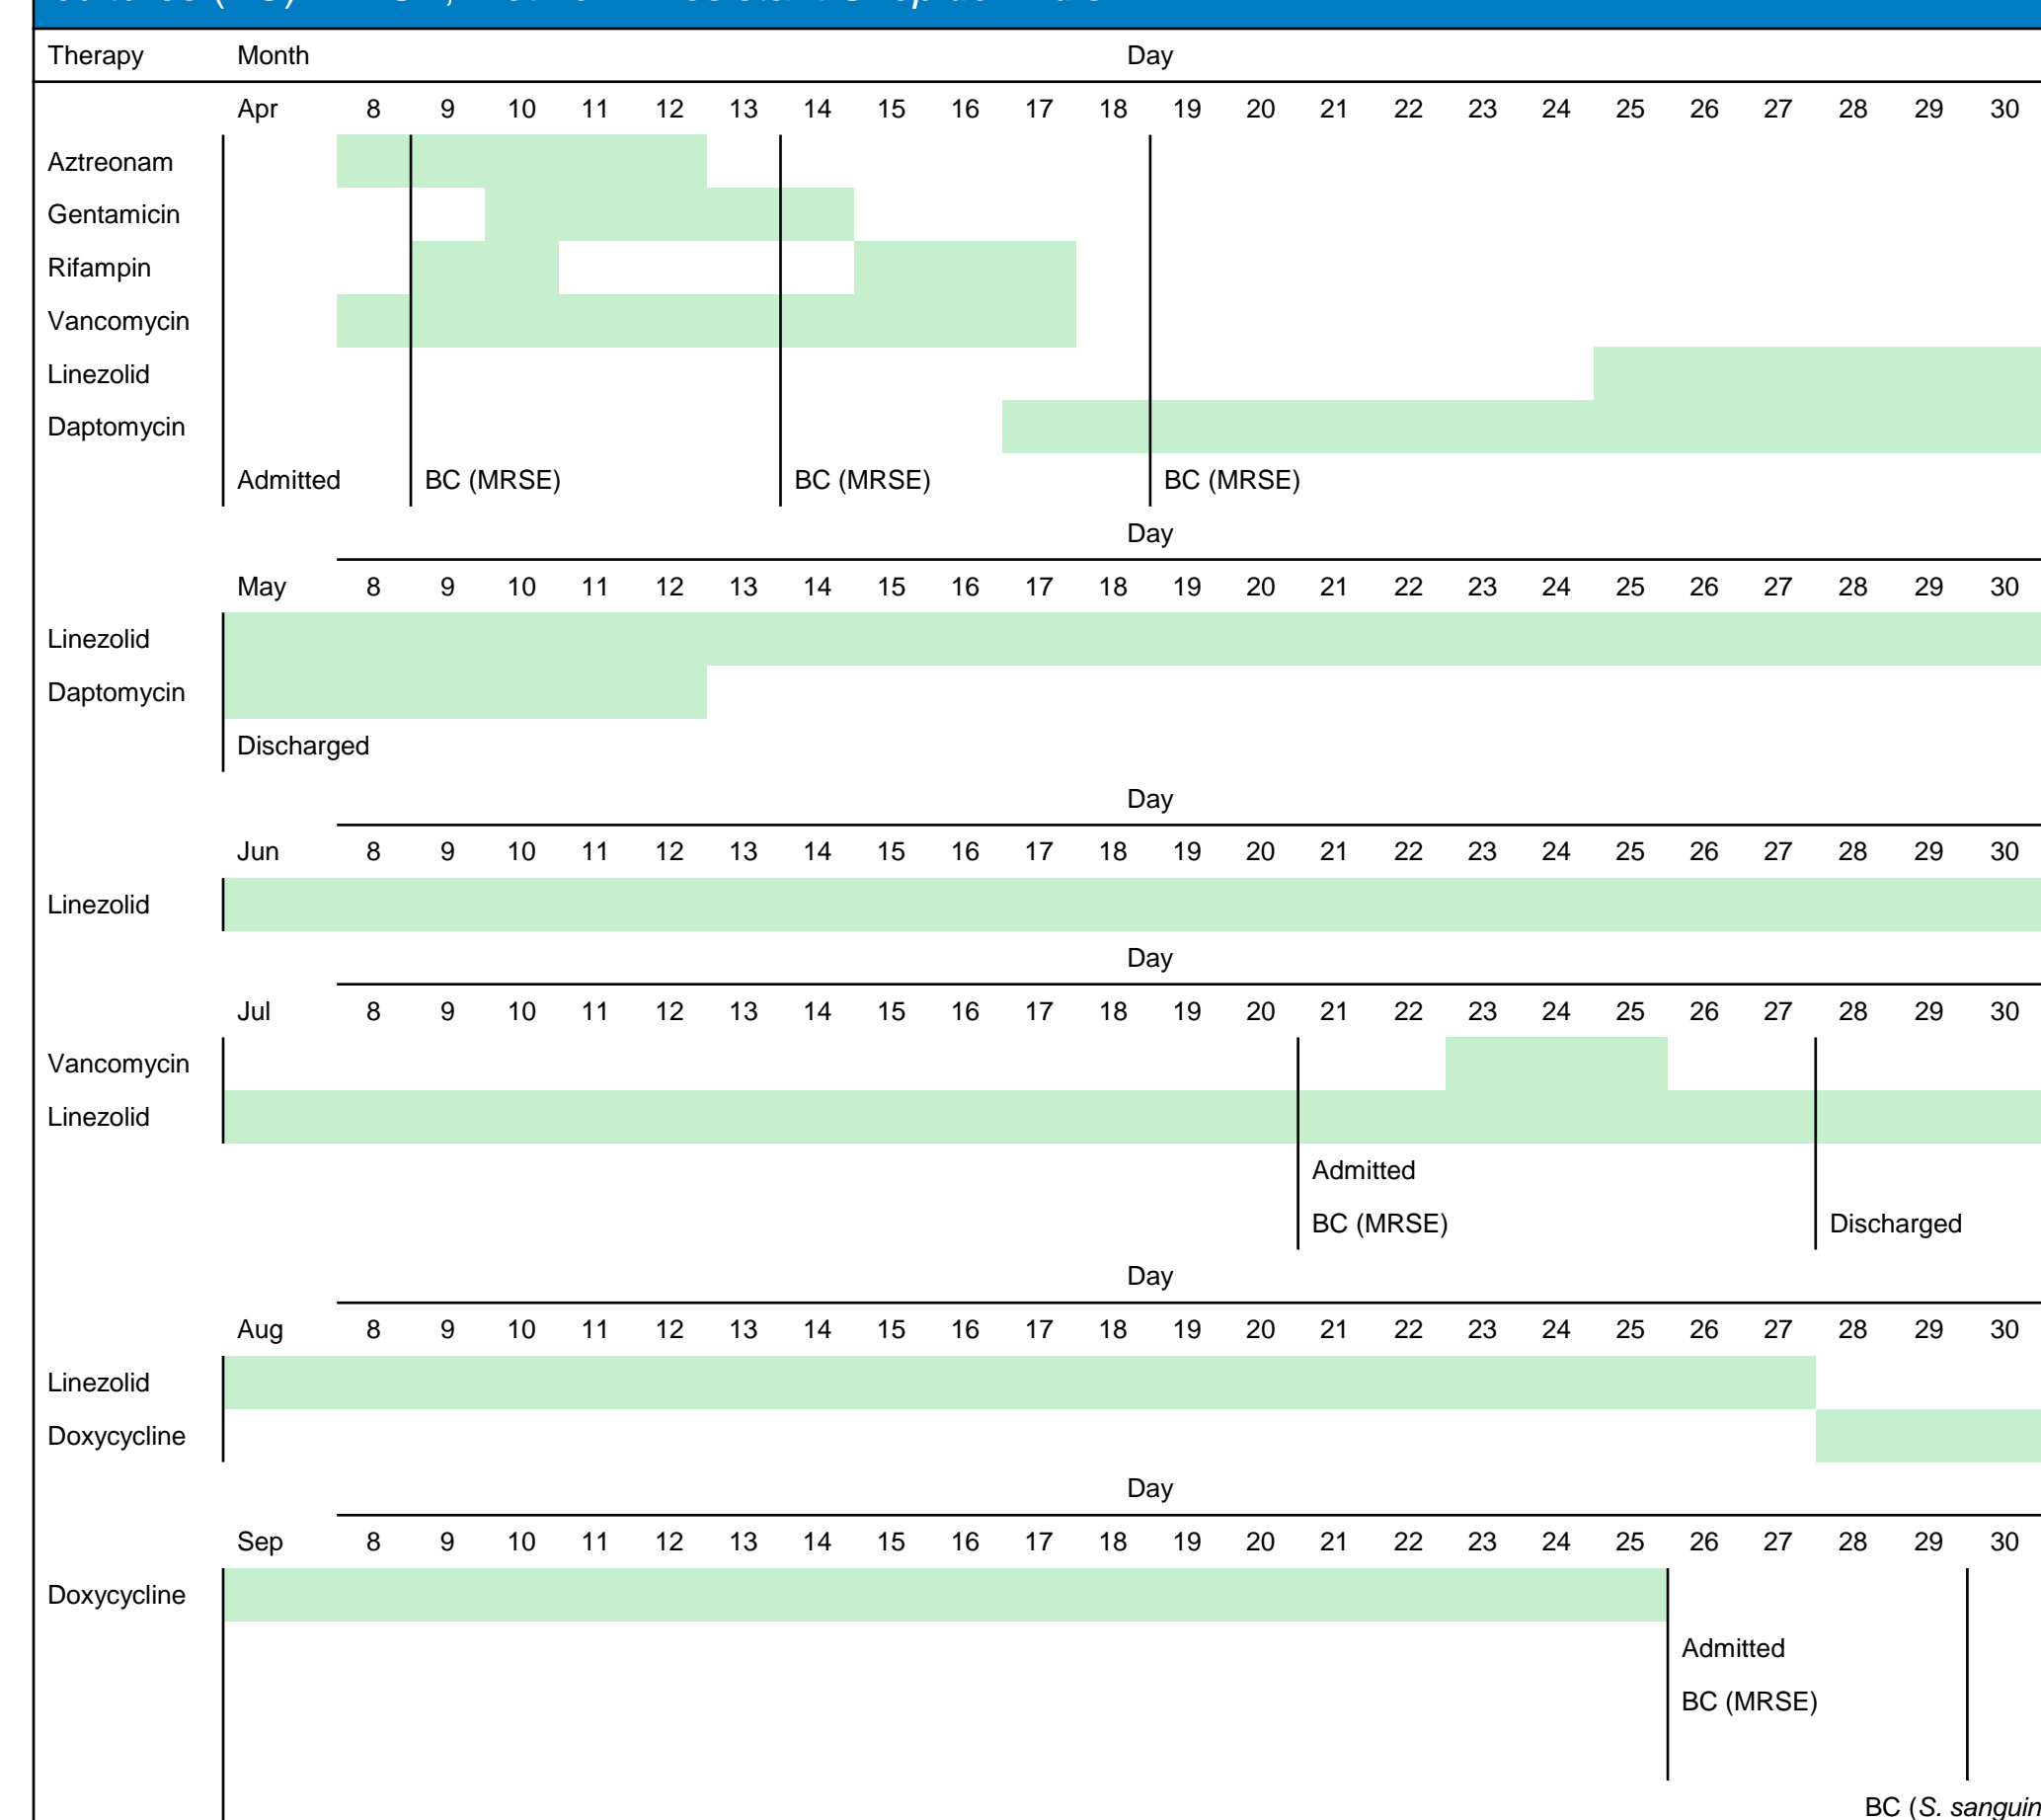 Therapy Month Day
Apr 8 9 10 11 12 13 14 15 16 17 18 19 20 21 22 23 24 25 26 27 28 29 30
Aztreonam
Gentamicin
Rifampin
Vancomycin
Linezolid
Daptomycin
Admitted BC (MRSE) BC (MRSE) BC (MRSE)
Day
May 8 9 10 11 12 13 14 15 16 17 18 19 20 21 22 23 24 25 26 27 28 29 30
Linezolid
Daptomycin
Discharged
Day
Jun 8 9 10 11 12 13 14 15 16 17 18 19 20 21 22 23 24 25 26 27 28 29 30
Linezolid
Day
Jul 8 9 10 11 12 13 14 15 16 17 18 19 20 21 22 23 24 25 26 27 28 29 30
Vancomycin
Linezolid
Admitted
BC (MRSE) Discharged
Day
Aug 8 9 10 11 12 13 14 15 16 17 18 19 20 21 22 23 24 25 26 27 28 29 30
Linezolid
Doxycycline
Day
Sep 8 9 10 11 12 13 14 15 16 17 18 19 20 21 22 23 24 25 26 27 28 29 30
Doxycycline
Admitted
BC (MRSE)
BC (S. sanguin